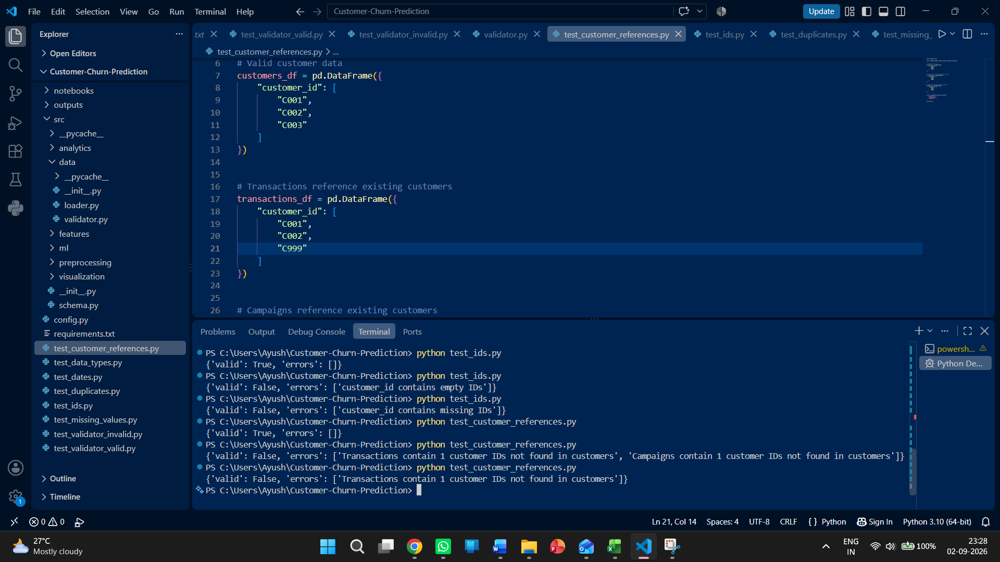 File Edit Selection View Go Run Terminal Help
Customer-Churn-Prediction
Update
Explorer
.txt
test_validator_valid.py
test_validator_invalid.py
validator.py
test_customer_references.py
test_ids.py
test_duplicates.py
test_missing_
Open Editors
Customer-Churn-Prediction
notebooks
outputs
src
__pycache__
analytics
data
__pycache__
__init__.py
loader.py
validator.py
features
ml
preprocessing
visualization
__init__.py
schema.py
config.py
requirements.txt
test_customer_references.py
test_data_types.py
test_dates.py
test_duplicates.py
test_ids.py
test_missing_values.py
test_validator_invalid.py
test_validator_valid.py
Outline
Timeline
1
test_customer_references.py > ...
6 # Valid customer data
7 customers_df = pd.DataFrame({
8 "customer_id": [
9 "C001",
10 "C002",
11 "C003"
12 ]
13 })
14
15
16 # Transactions reference existing customers
17 transactions_df = pd.DataFrame({
18 "customer_id": [
19 "C001",
20 "C002",
21 "C999"
22 ]
23 })
24
25
26 # Campaigns reference existing customers
Problems Output Debug Console Terminal Ports
PS C:\Users\Ayush\Customer-Churn-Prediction> python test_ids.py
{'valid': True, 'errors': []}
PS C:\Users\Ayush\Customer-Churn-Prediction> python test_ids.py
{'valid': False, 'errors': ['customer_id contains empty IDs']}
PS C:\Users\Ayush\Customer-Churn-Prediction> python test_ids.py
{'valid': False, 'errors': ['customer_id contains missing IDs']}
PS C:\Users\Ayush\Customer-Churn-Prediction> python test_customer_references.py
{'valid': True, 'errors': []}
PS C:\Users\Ayush\Customer-Churn-Prediction> python test_customer_references.py
{'valid': False, 'errors': ['Transactions contain 1 customer IDs not found in customers', 'Campaigns contain 1 customer IDs not found in customers']}
PS C:\Users\Ayush\Customer-Churn-Prediction> python test_customer_references.py
{'valid': False, 'errors': ['Transactions contain 1 customer IDs not found in customers']}
PS C:\Users\Ayush\Customer-Churn-Prediction>
powersh...
Python De...
0 0
Ln 21, Col 14 Spaces: 4 UTF-8 CRLF {} Python Sign In Python 3.10 (64-bit)
27°C
Mostly cloudy
ENG
IN
100%
23:28
02-09-2026